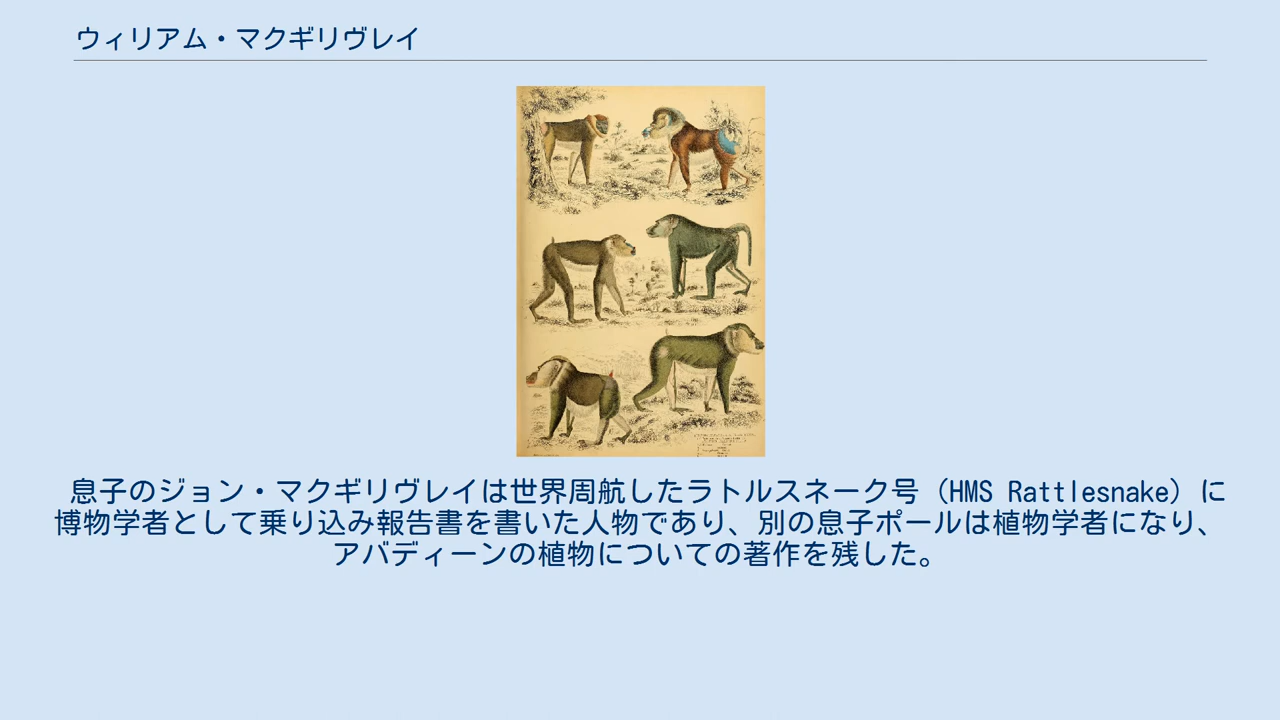 ウィリアム・マクギリヴレイ
息子のジョン・マクギリヴレイは世界周航したラトルスネーク号（HMS Rattlesnake）に
博物学者として乗り込み報告書を書いた人物であり、別の息子ポールは植物学者になり、
アバディーンの植物についての著作を残した。